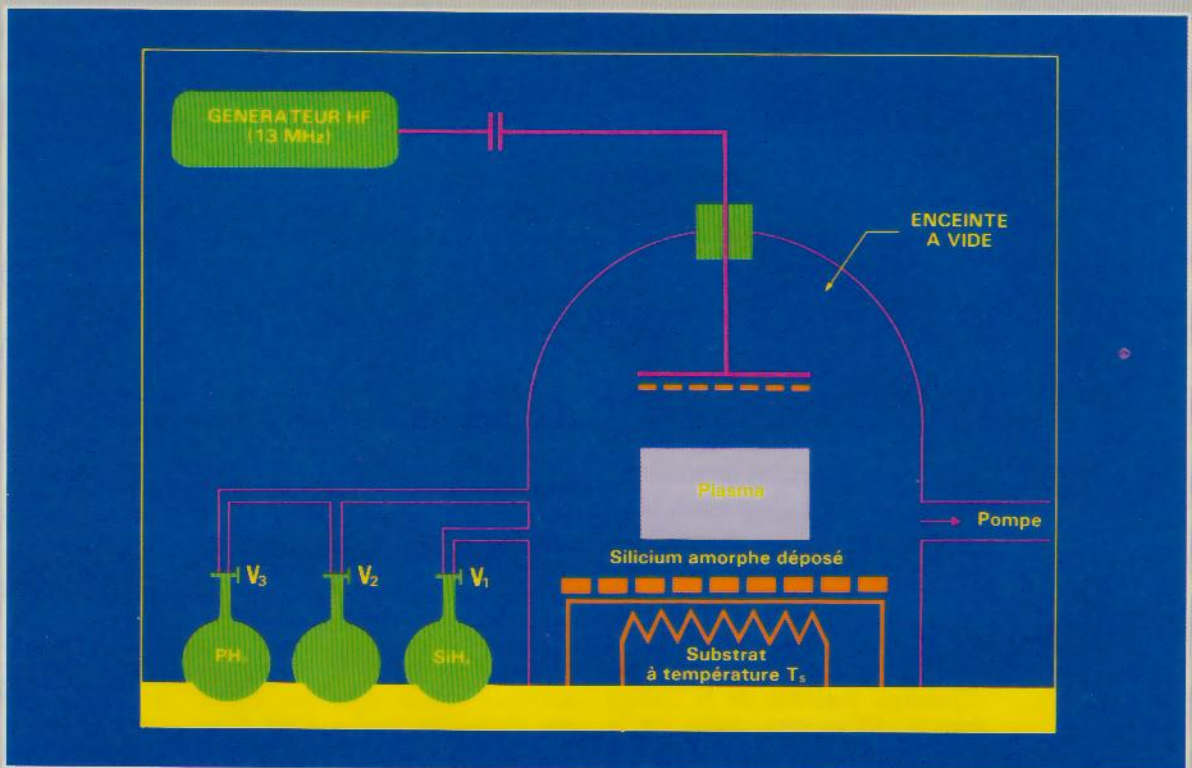 GENERATEUR HF
(13 MHz)
ENCEINTE
A VIDE
Plasma
Pompe
Silicium amorphe déposé
V₃
V₂
V₁
PH₃
SiH₄
Substrat
à température Tₛ